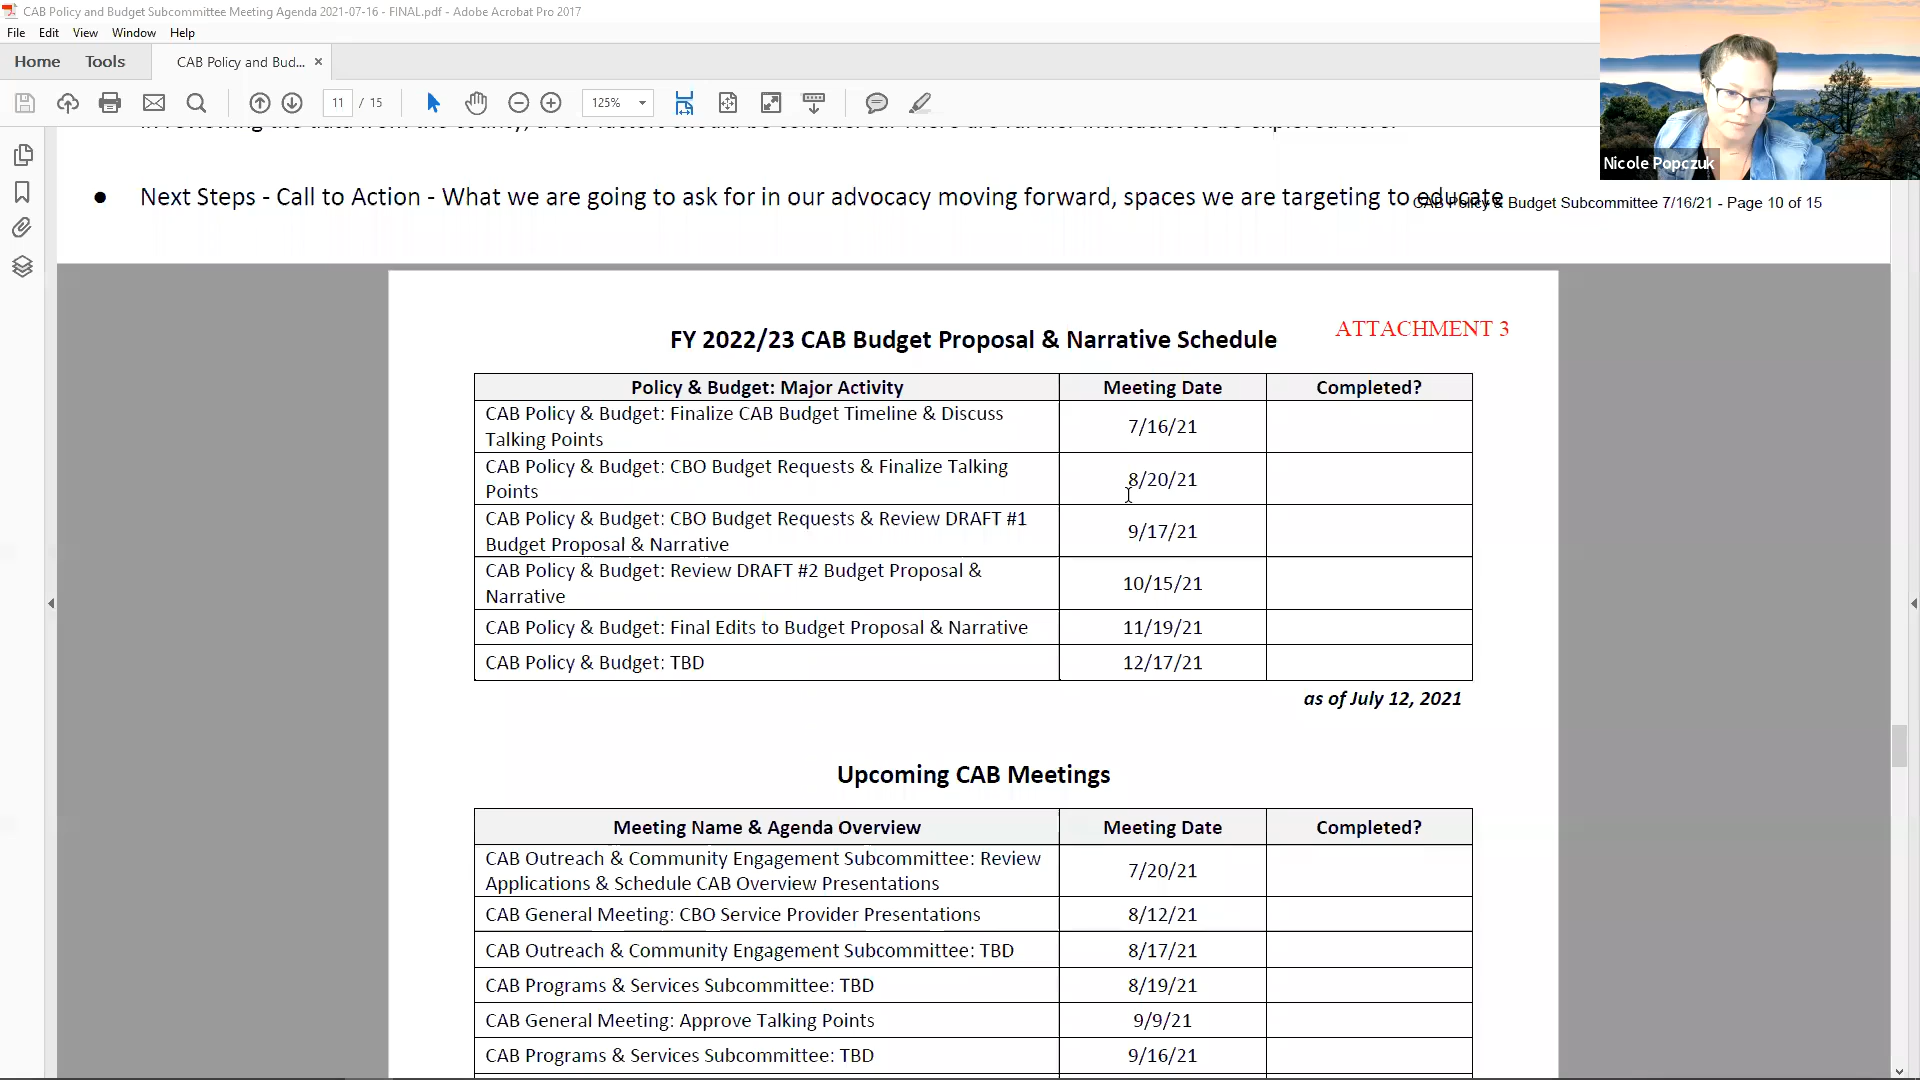 CAB Policy and Budget Subcommittee Meeting Agenda 2021-07-16 - FINAL.pdf - Adobe Acrobat Pro 2017
File Edit View Window Help
Home Tools CAB Policy and Bud... ×
11 / 15 125%
Nicole Popczuk
● Next Steps - Call to Action - What we are going to ask for in our advocacy moving forward, spaces we are targeting to educate
CAB Policy & Budget Subcommittee 7/16/21 - Page 10 of 15
ATTACHMENT 3
FY 2022/23 CAB Budget Proposal & Narrative Schedule
Policy & Budget: Major Activity Meeting Date Completed?
CAB Policy & Budget: Finalize CAB Budget Timeline & Discuss
Talking Points 7/16/21
CAB Policy & Budget: CBO Budget Requests & Finalize Talking
Points 8/20/21
CAB Policy & Budget: CBO Budget Requests & Review DRAFT #1
Budget Proposal & Narrative 9/17/21
CAB Policy & Budget: Review DRAFT #2 Budget Proposal &
Narrative 10/15/21
CAB Policy & Budget: Final Edits to Budget Proposal & Narrative 11/19/21
CAB Policy & Budget: TBD 12/17/21
as of July 12, 2021
Upcoming CAB Meetings
Meeting Name & Agenda Overview Meeting Date Completed?
CAB Outreach & Community Engagement Subcommittee: Review
Applications & Schedule CAB Overview Presentations 7/20/21
CAB General Meeting: CBO Service Provider Presentations 8/12/21
CAB Outreach & Community Engagement Subcommittee: TBD 8/17/21
CAB Programs & Services Subcommittee: TBD 8/19/21
CAB General Meeting: Approve Talking Points 9/9/21
CAB Programs & Services Subcommittee: TBD 9/16/21